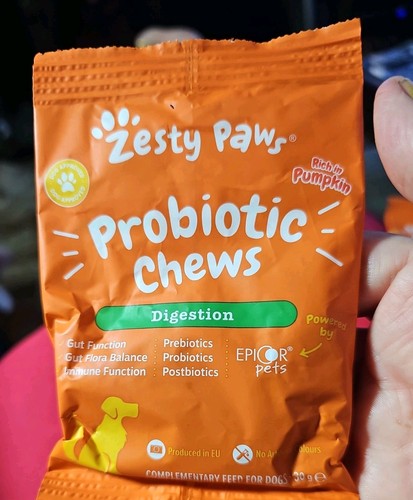 Zesty Paws®
Rich in
Pumpkin
Probiotic
Chews
Digestion
Gut Function
Gut Flora Balance
Immune Function
Prebiotics
Probiotics
Postbiotics
Powered
by
EPICOR®
pets
Produced in EU
No
COMPLEMENTARY FEED FOR DOGS
30 g e